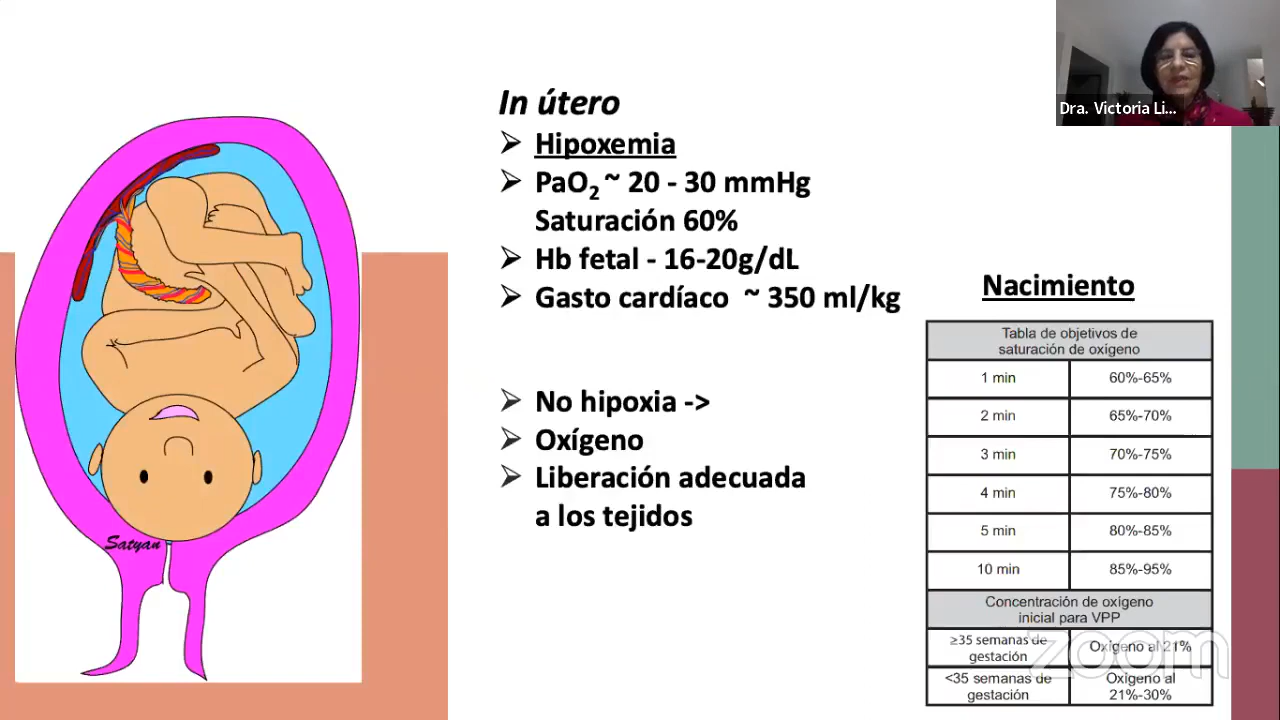 Dra. Victoria Li...
In útero
➢ Hipoxemia
➢ PaO₂ ~ 20 - 30 mmHg
Saturación 60%
➢ Hb fetal - 16-20g/dL
➢ Gasto cardíaco ~ 350 ml/kg
➢ No hipoxia ->
➢ Oxígeno
➢ Liberación adecuada
a los tejidos
Satyan
Nacimiento
Tabla de objetivos de
saturación de oxígeno
1 min 60%-65%
2 min 65%-70%
3 min 70%-75%
4 min 75%-80%
5 min 80%-85%
10 min 85%-95%
Concentración de oxígeno
inicial para VPP
≥35 semanas de
gestación
Oxígeno al 21%
<35 semanas de
gestación
Oxígeno al
21%-30%
zoom